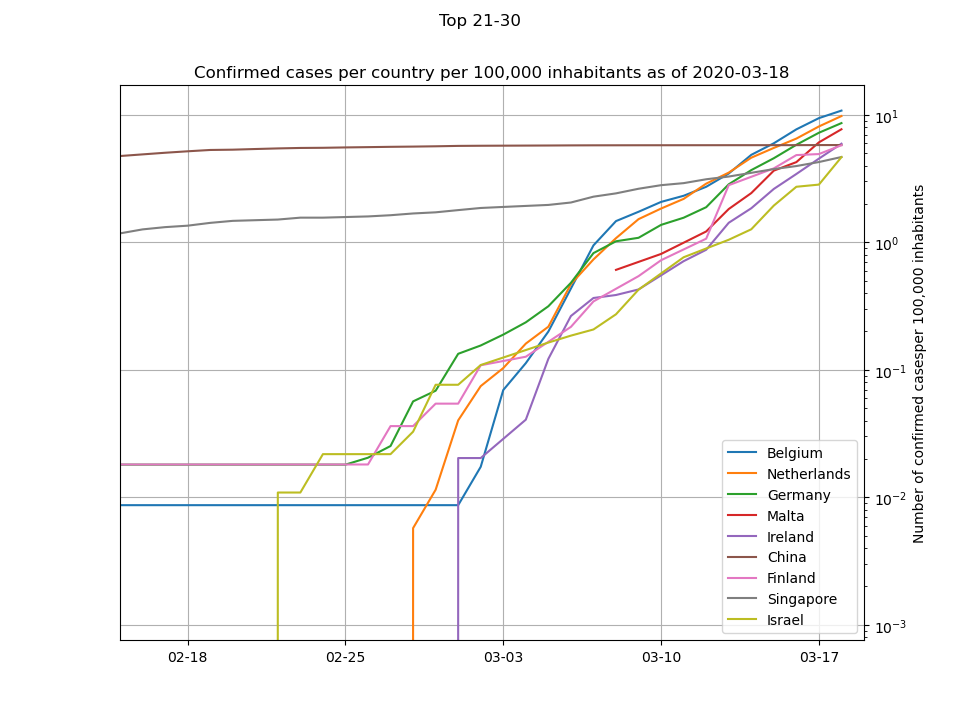 Top 21-30
Confirmed cases per country per 100,000 inhabitants as of 2020-03-18
10¹
10⁰
10⁻¹
10⁻²
10⁻³
Number of confirmed casesper 100,000 inhabitants
Belgium
Netherlands
Germany
Malta
Ireland
China
Finland
Singapore
Israel
02-18
02-25
03-03
03-10
03-17